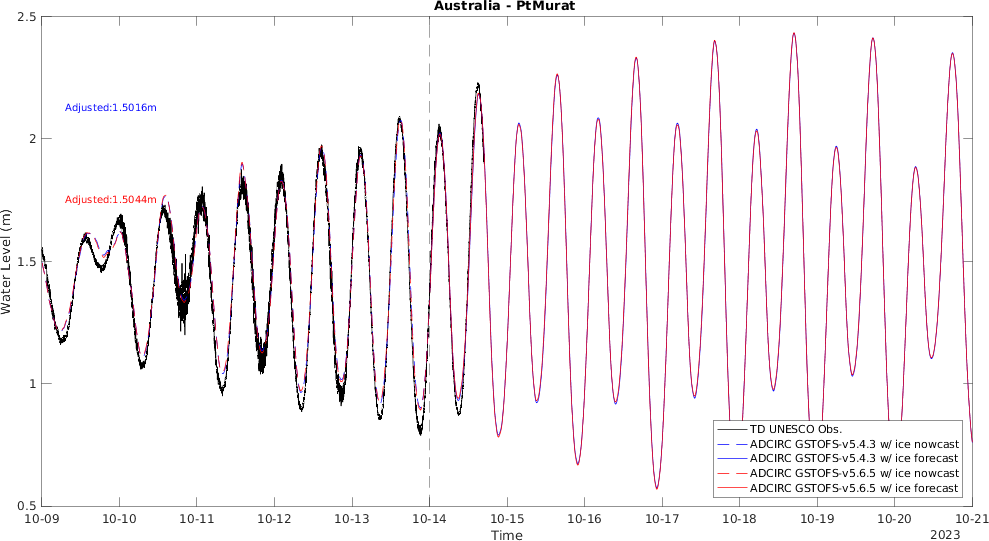 Australia - PtMurat
2.5
2
1.5
1
0.5
Water Level (m)
Adjusted:1.5016m
Adjusted:1.5044m
TD UNESCO Obs.
ADCIRC GSTOFS-v5.4.3 w/ ice nowcast
ADCIRC GSTOFS-v5.4.3 w/ ice forecast
ADCIRC GSTOFS-v5.6.5 w/ ice nowcast
ADCIRC GSTOFS-v5.6.5 w/ ice forecast
10-09 10-10 10-11 10-12 10-13 10-14 10-15 10-16 10-17 10-18 10-19 10-20 10-21
Time
2023